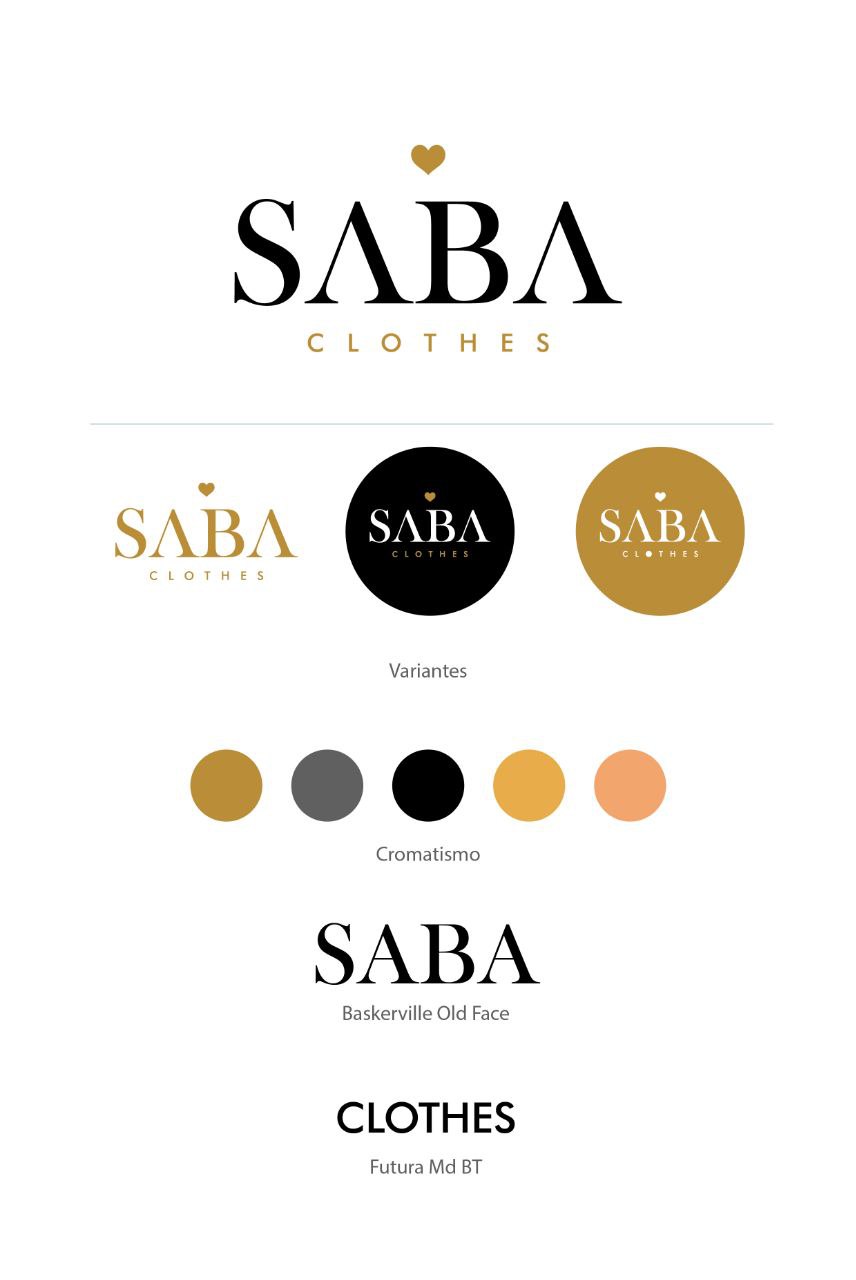 SABA
CLOTHES
SABA
CLOTHES
SABA
CLOTHES
SABA
CLOTHES
Variantes
Cromatismo
SABA
Baskerville Old Face
CLOTHES
Futura Md BT